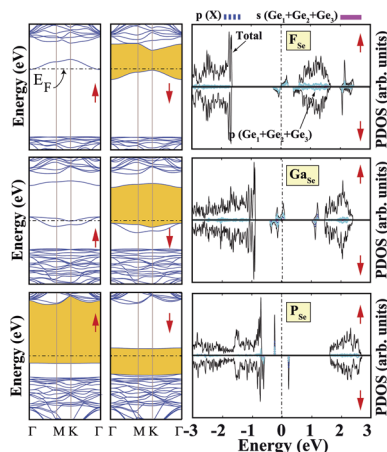 p (X) s (Ge1+Ge2+Ge3)
Energy (eV)
EF
Total
FSe
p (Ge1+Ge2+Ge3)
PDOS (arb. units)
Energy (eV)
GaSe
PDOS (arb. units)
Energy (eV)
PSe
PDOS (arb. units)
Γ M K Γ Γ M K Γ -3 -2 -1 0 1 2 3
Energy (eV)